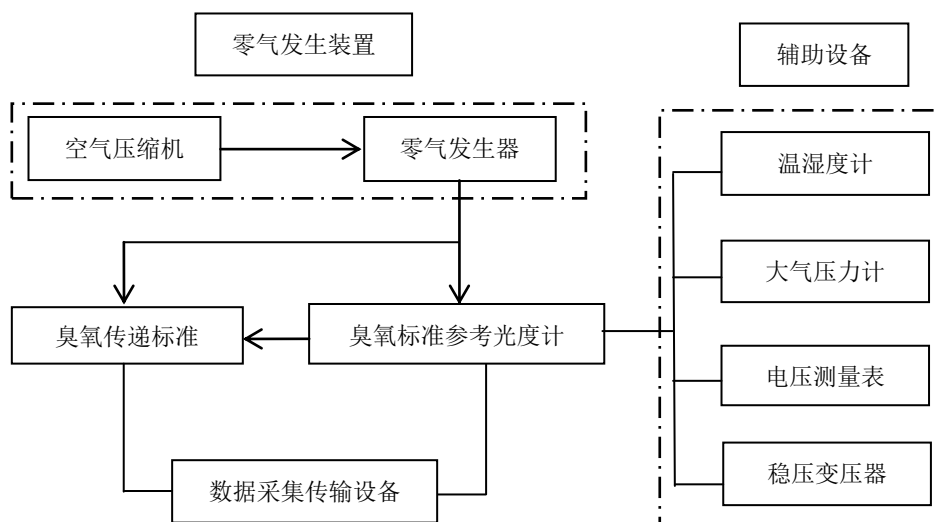 零气发生装置
辅助设备
空气压缩机
零气发生器
温湿度计
大气压力计
臭氧传递标准
臭氧标准参考光度计
电压测量表
数据采集传输设备
稳压变压器